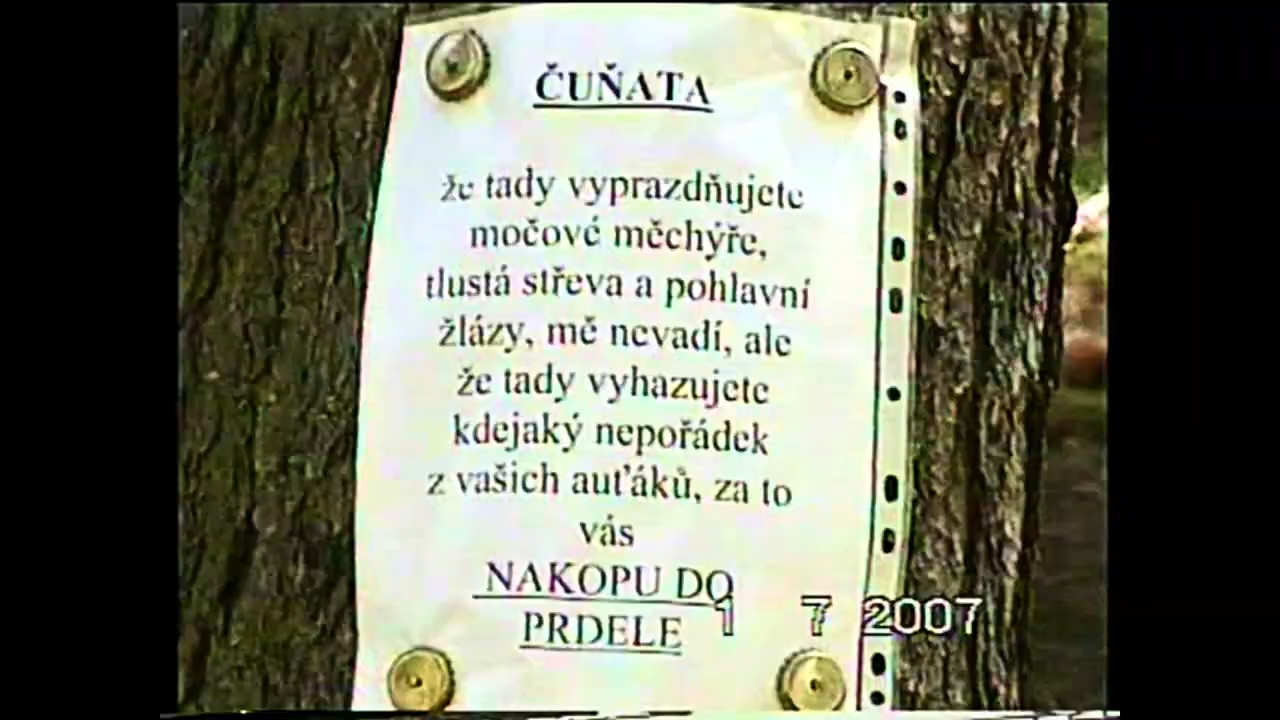 ČUŇATA
že tady vyprazdňujete
močové měchýře,
tlustá střeva a pohlavní
žlázy, mě nevadí, ale
že tady vyhazujete
kdejaký nepořádek
z vašich auťáků, za to
vás
NAKOPU DO
PRDELE
1 7 2007